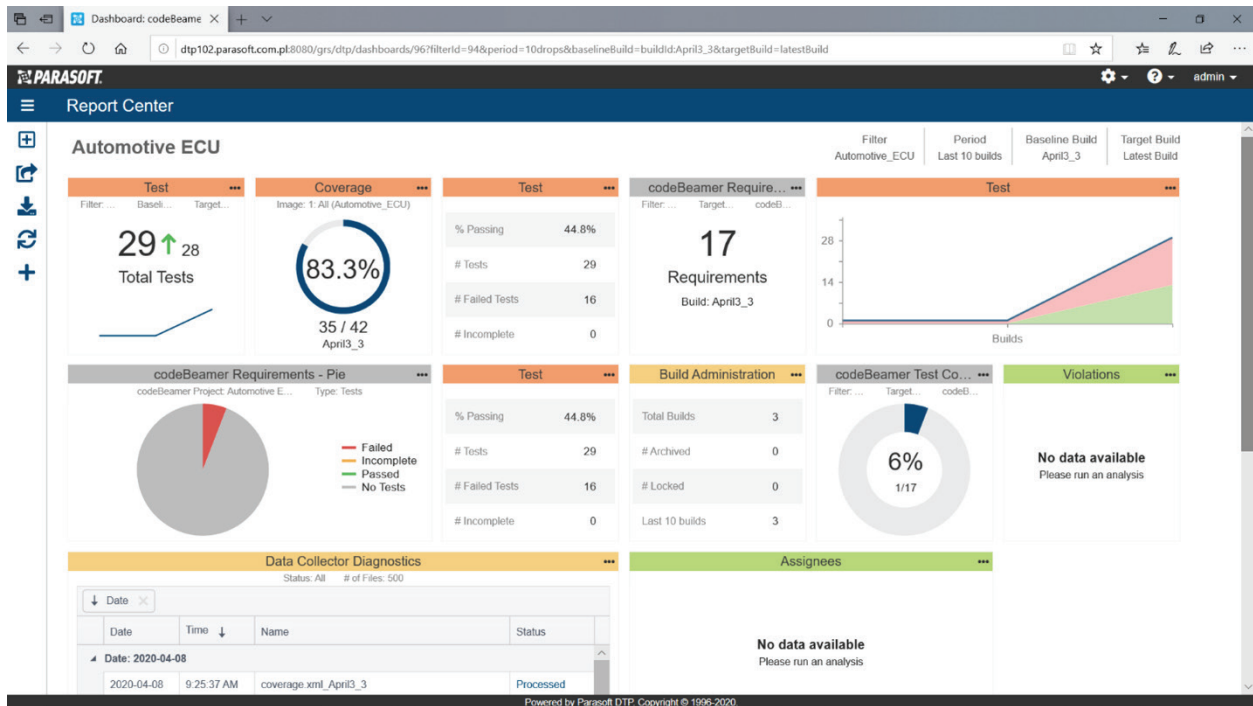 Dashboard: codeBeame
dtp102.parasoft.com.pl:8080/grs/dtp/dashboards/96?filterId=94&period=10drops&baselineBuild=buildId:April3_3&targetBuild=latestBuild
PARASOFT.
admin
Report Center
Automotive ECU
Filter Period Baseline Build Target Build
Automotive_ECU Last 10 builds April3_3 Latest Build
Test
Filter: ... Baseli... Target...
29 28
Total Tests
Coverage
Image: 1: All (Automotive_ECU)
83.3%
35 / 42
April3_3
Test
% Passing 44.8%
# Tests 29
# Failed Tests 16
# Incomplete 0
codeBeamer Require...
Filter: ... Target... codeB...
17
Requirements
Build: April3_3
Test
28
14
0
Builds
codeBeamer Requirements - Pie
codeBeamer Project: Automotive E... Type: Tests
Failed
Incomplete
Passed
No Tests
Test
% Passing 44.8%
# Tests 29
# Failed Tests 16
# Incomplete 0
Build Administration
Total Builds 3
# Archived 0
# Locked 0
Last 10 builds 3
codeBeamer Test Co...
Filter: ... Target... codeB...
6%
1/17
Violations
No data available
Please run an analysis
Data Collector Diagnostics
Status: All # of Files: 500
Date
Date Time Name Status
Date: 2020-04-08
2020-04-08 9:25:37 AM coverage.xml_April3_3 Processed
Assignees
No data available
Please run an analysis
Powered by Parasoft DTP. Copyright © 1996-2020.